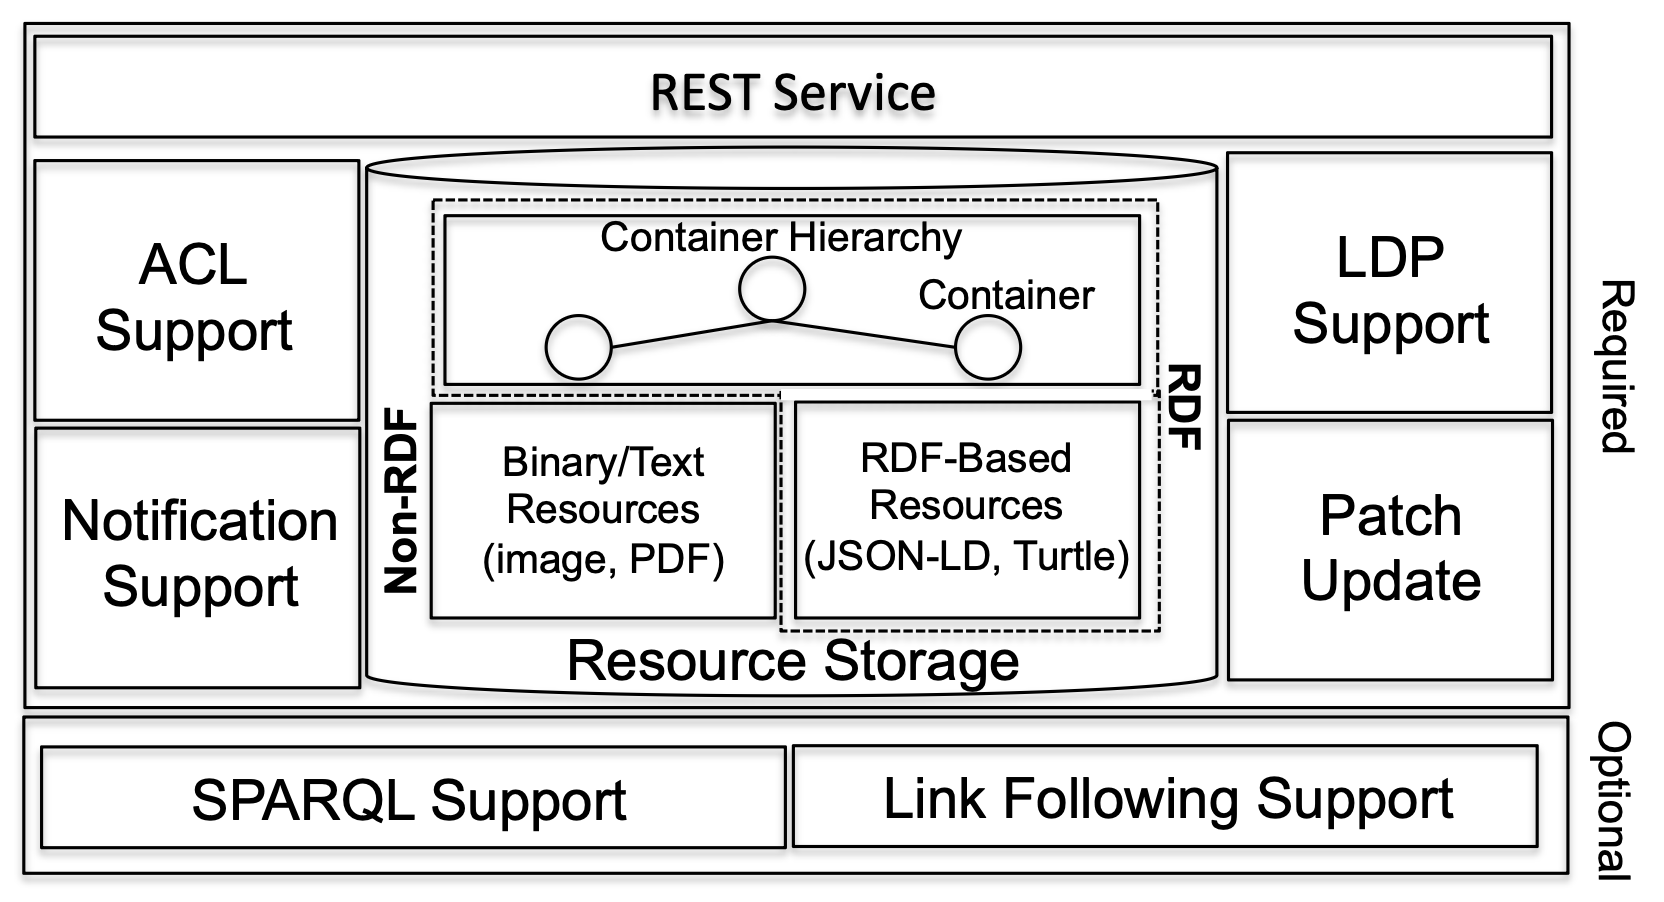 REST Service
ACL
Support
Notification
Support
Container Hierarchy
Container
Non-RDF
RDF
Binary/Text
Resources
(image, PDF)
RDF-Based
Resources
(JSON-LD, Turtle)
Resource Storage
LDP
Support
Patch
Update
Required
SPARQL Support
Link Following Support
Optional